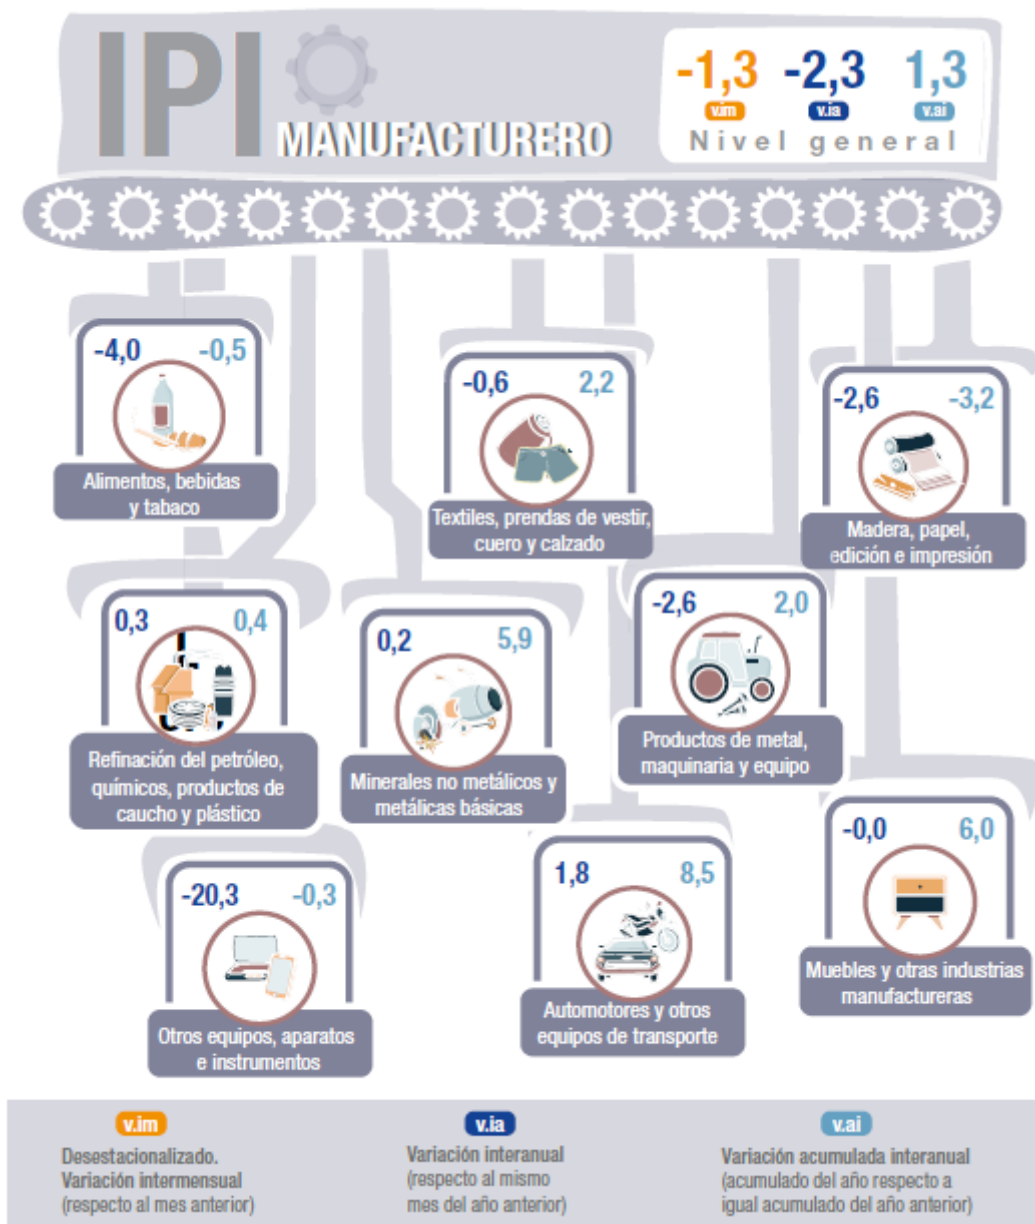 IPI
MANUFACTURERO
-1,3 -2,3 1,3
v.im v.ia v.ai
Nivel general
-4,0 -0,5
Alimentos, bebidas
y tabaco
-0,6 2,2
Textiles, prendas de vestir,
cuero y calzado
-2,6 -3,2
Madera, papel,
edición e impresión
0,3 0,4
Refinación del petróleo,
químicos, productos de
caucho y plástico
0,2 5,9
Minerales no metálicos y
metálicas básicas
-2,6 2,0
Productos de metal,
maquinaria y equipo
-20,3 -0,3
Otros equipos, aparatos
e instrumentos
1,8 8,5
Automotores y otros
equipos de transporte
-0,0 6,0
Muebles y otras industrias
manufactureras
v.im
Desestacionalizado.
Variación intermensual
(respecto al mes anterior)
v.ia
Variación interanual
(respecto al mismo
mes del año anterior)
v.ai
Variación acumulada interanual
(acumulado del año respecto a
igual acumulado del año anterior)